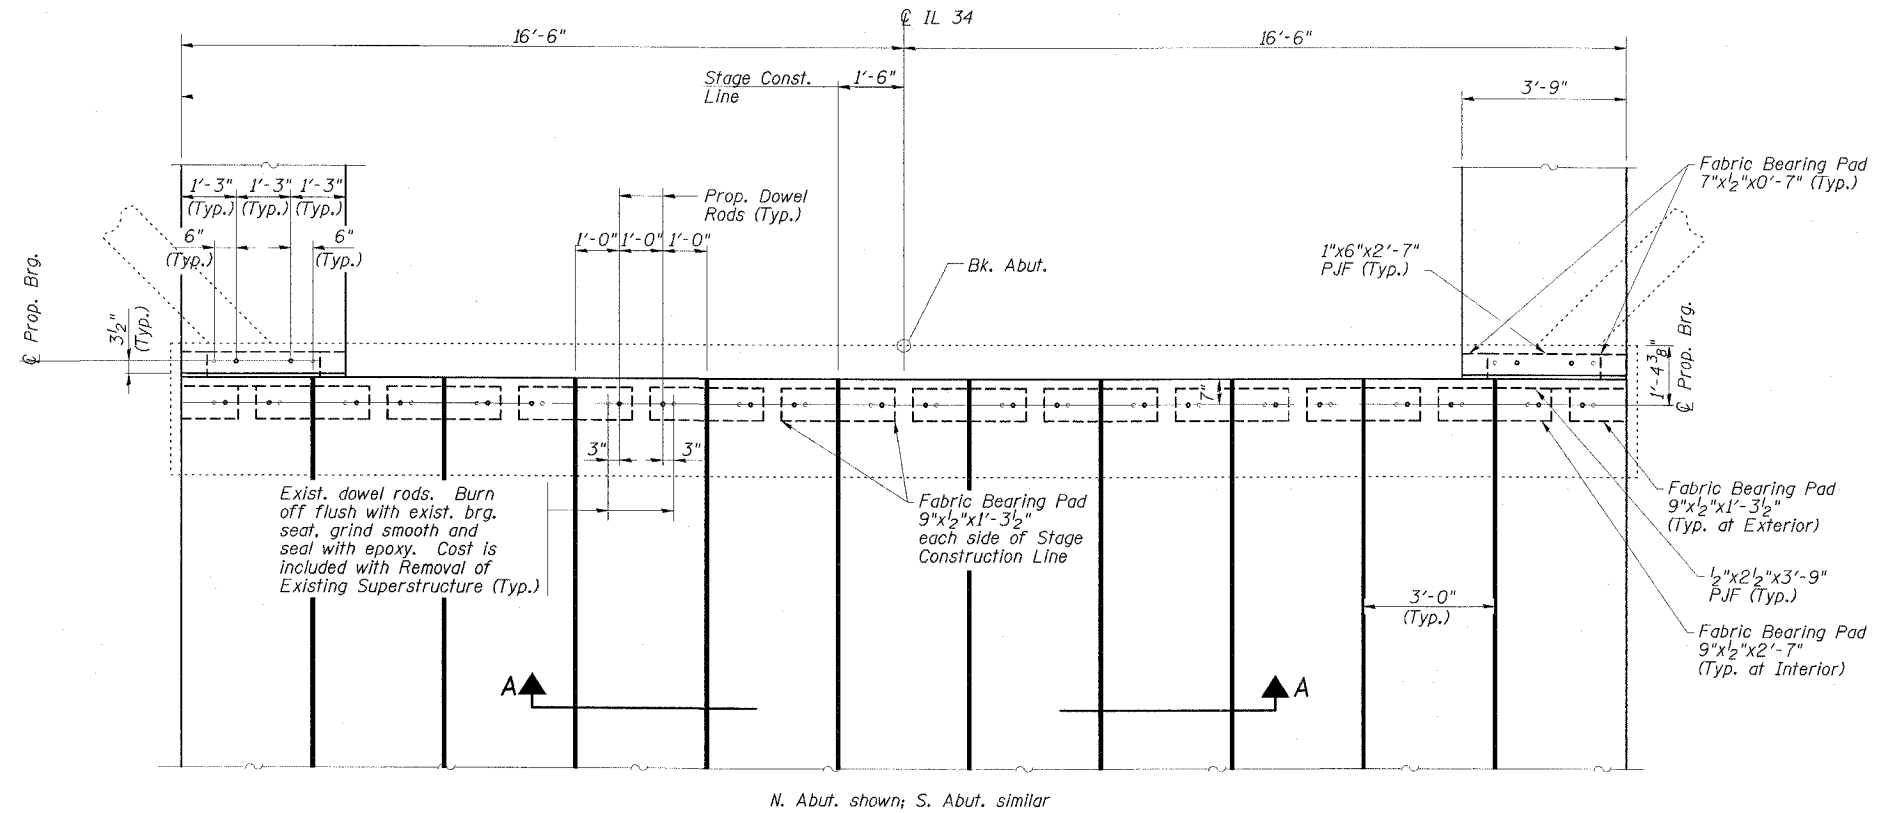 ℄ IL 34
16'-6"
16'-6"
Stage Const.
Line
1'-6"
3'-9"
Fabric Bearing Pad
7"x½"x0'-7" (Typ.)
1'-3"
(Typ.)
1'-3"
(Typ.)
1'-3"
(Typ.)
Prop. Dowel
Rods (Typ.)
6"
(Typ.)
6"
(Typ.)
1'-0"
1'-0"
1'-0"
Bk. Abut.
1"x6"x2'-7"
PJF (Typ.)
℄ Prop. Brg.
3½"
(Typ.)
1'-4⅜"
℄ Prop. Brg.
7"
3"
3"
Exist. dowel rods. Burn
off flush with exist. brg.
seat, grind smooth and
seal with epoxy. Cost is
included with Removal of
Existing Superstructure (Typ.)
Fabric Bearing Pad
9"x½"x1'-3½"
each side of Stage
Construction Line
Fabric Bearing Pad
9"x½"x1'-3½"
(Typ. at Exterior)
½"x2½"x3'-9"
PJF (Typ.)
3'-0"
(Typ.)
Fabric Bearing Pad
9"x½"x2'-7"
(Typ. at Interior)
A
A
N. Abut. shown; S. Abut. similar